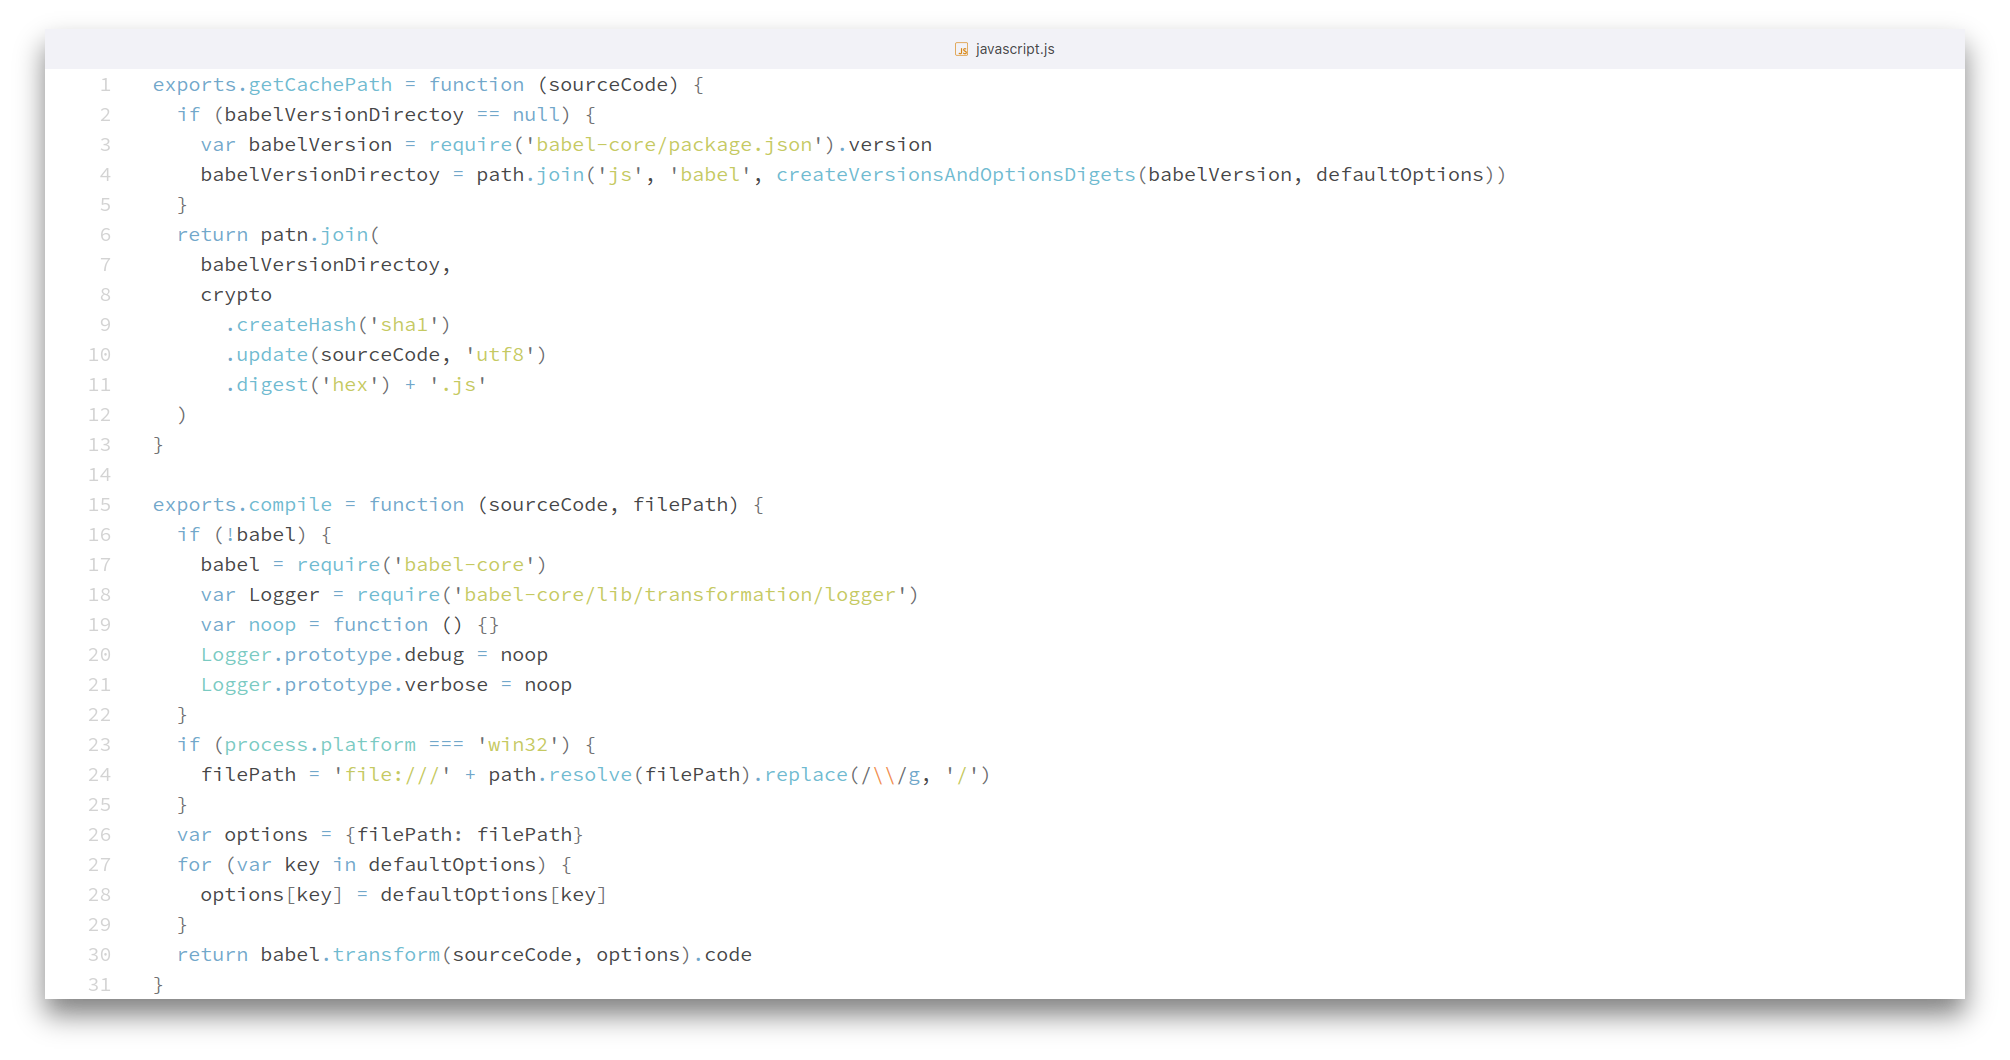 javascript.js
1 exports.getCachePath = function (sourceCode) {
2 if (babelVersionDirectoy == null) {
3 var babelVersion = require('babel-core/package.json').version
4 babelVersionDirectoy = path.join('js', 'babel', createVersionsAndOptionsDigets(babelVersion, defaultOptions))
5 }
6 return patn.join(
7 babelVersionDirectoy,
8 crypto
9 .createHash('sha1')
10 .update(sourceCode, 'utf8')
11 .digest('hex') + '.js'
12 )
13 }
14
15 exports.compile = function (sourceCode, filePath) {
16 if (!babel) {
17 babel = require('babel-core')
18 var Logger = require('babel-core/lib/transformation/logger')
19 var noop = function () {}
20 Logger.prototype.debug = noop
21 Logger.prototype.verbose = noop
22 }
23 if (process.platform === 'win32') {
24 filePath = 'file:///' + path.resolve(filePath).replace(/\\/g, '/')
25 }
26 var options = {filePath: filePath}
27 for (var key in defaultOptions) {
28 options[key] = defaultOptions[key]
29 }
30 return babel.transform(sourceCode, options).code
31 }